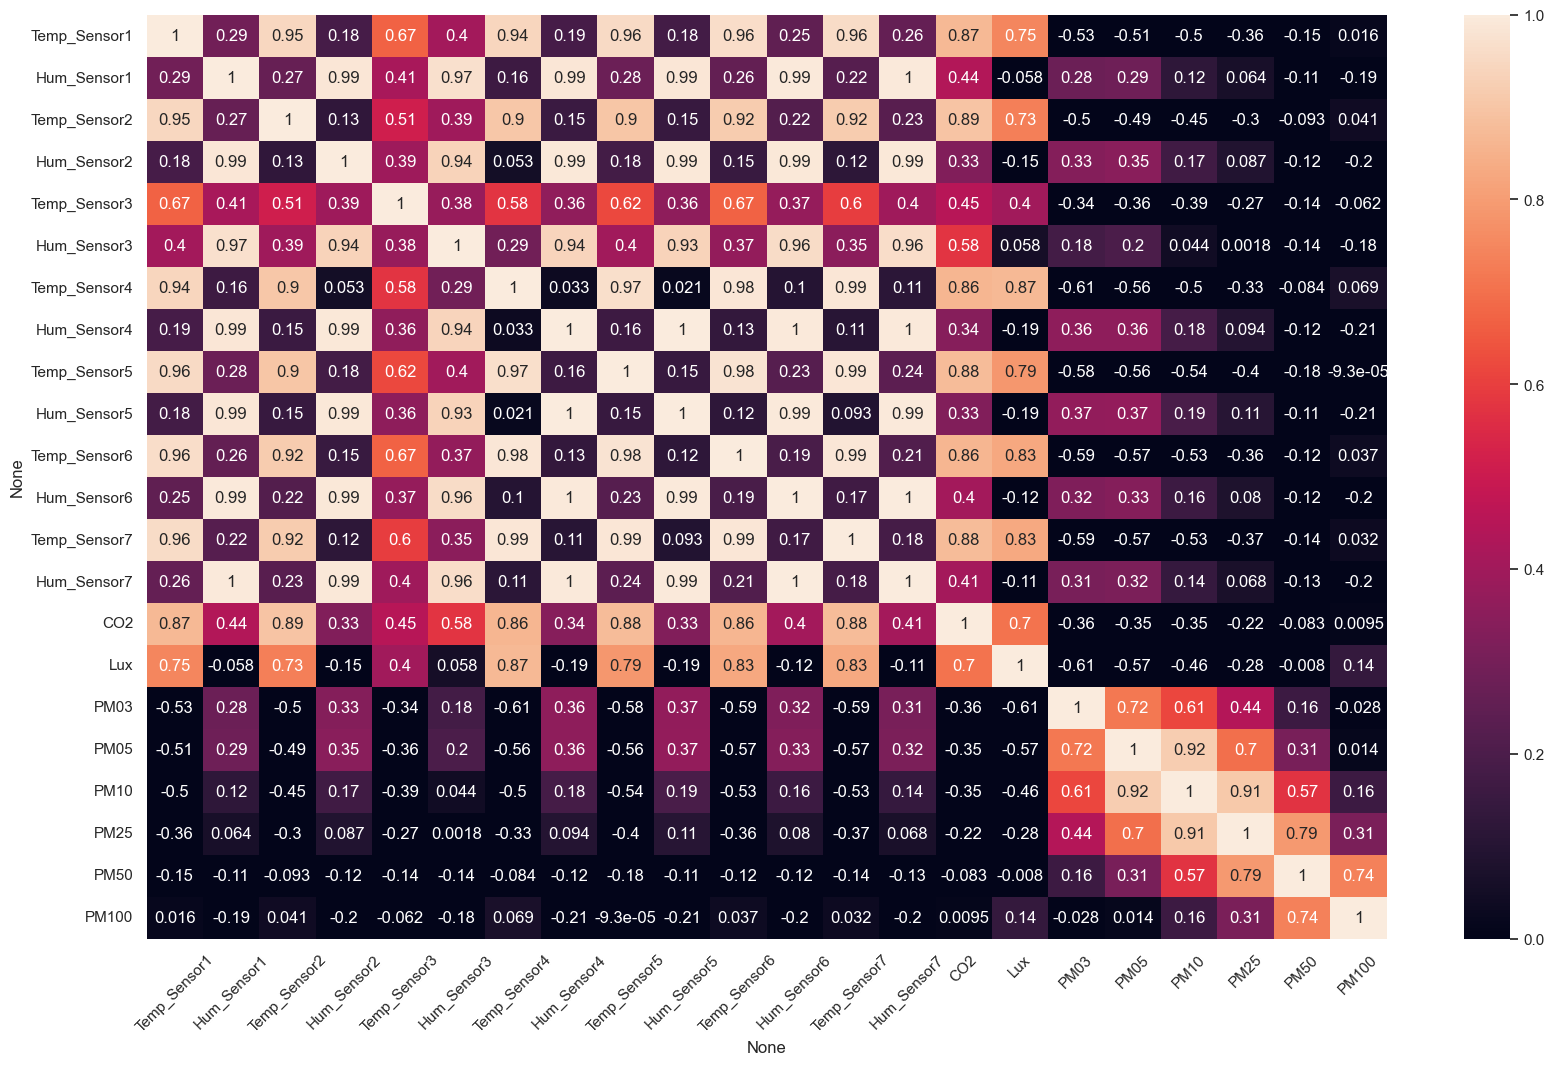 Temp_Sensor1 1 0.29 0.95 0.18 0.67 0.4 0.94 0.19 0.96 0.18 0.96 0.25 0.96 0.26 0.87 0.75 -0.53 -0.51 -0.5 -0.36 -0.15 0.016
Hum_Sensor1 0.29 1 0.27 0.99 0.41 0.97 0.16 0.99 0.28 0.99 0.26 0.99 0.22 1 0.44 -0.058 0.28 0.29 0.12 0.064 -0.11 -0.19
Temp_Sensor2 0.95 0.27 1 0.13 0.51 0.39 0.9 0.15 0.9 0.15 0.92 0.22 0.92 0.23 0.89 0.73 -0.5 -0.49 -0.45 -0.3 -0.093 0.041
Hum_Sensor2 0.18 0.99 0.13 1 0.39 0.94 0.053 0.99 0.18 0.99 0.15 0.99 0.12 0.99 0.33 -0.15 0.33 0.35 0.17 0.087 -0.12 -0.2
Temp_Sensor3 0.67 0.41 0.51 0.39 1 0.38 0.58 0.36 0.62 0.36 0.67 0.37 0.6 0.4 0.45 0.4 -0.34 -0.36 -0.39 -0.27 -0.14 -0.062
Hum_Sensor3 0.4 0.97 0.39 0.94 0.38 1 0.29 0.94 0.4 0.93 0.37 0.96 0.35 0.96 0.58 0.058 0.18 0.2 0.044 0.0018 -0.14 -0.18
Temp_Sensor4 0.94 0.16 0.9 0.053 0.58 0.29 1 0.033 0.97 0.021 0.98 0.1 0.99 0.11 0.86 0.87 -0.61 -0.56 -0.5 -0.33 -0.084 0.069
Hum_Sensor4 0.19 0.99 0.15 0.99 0.36 0.94 0.033 1 0.16 1 0.13 1 0.11 1 0.34 -0.19 0.36 0.36 0.18 0.094 -0.12 -0.21
Temp_Sensor5 0.96 0.28 0.9 0.18 0.62 0.4 0.97 0.16 1 0.15 0.98 0.23 0.99 0.24 0.88 0.79 -0.58 -0.56 -0.54 -0.4 -0.18 -9.3e-05
Hum_Sensor5 0.18 0.99 0.15 0.99 0.36 0.93 0.021 1 0.15 1 0.12 0.99 0.093 0.99 0.33 -0.19 0.37 0.37 0.19 0.11 -0.11 -0.21
Temp_Sensor6 0.96 0.26 0.92 0.15 0.67 0.37 0.98 0.13 0.98 0.12 1 0.19 0.99 0.21 0.86 0.83 -0.59 -0.57 -0.53 -0.36 -0.12 0.037
Hum_Sensor6 0.25 0.99 0.22 0.99 0.37 0.96 0.1 1 0.23 0.99 0.19 1 0.17 1 0.4 -0.12 0.32 0.33 0.16 0.08 -0.12 -0.2
Temp_Sensor7 0.96 0.22 0.92 0.12 0.6 0.35 0.99 0.11 0.99 0.093 0.99 0.17 1 0.18 0.88 0.83 -0.59 -0.57 -0.53 -0.37 -0.14 0.032
Hum_Sensor7 0.26 1 0.23 0.99 0.4 0.96 0.11 1 0.24 0.99 0.21 1 0.18 1 0.41 -0.11 0.31 0.32 0.14 0.068 -0.13 -0.2
CO2 0.87 0.44 0.89 0.33 0.45 0.58 0.86 0.34 0.88 0.33 0.86 0.4 0.88 0.41 1 0.7 -0.36 -0.35 -0.35 -0.22 -0.083 0.0095
Lux 0.75 -0.058 0.73 -0.15 0.4 0.058 0.87 -0.19 0.79 -0.19 0.83 -0.12 0.83 -0.11 0.7 1 -0.61 -0.57 -0.46 -0.28 -0.008 0.14
PM03 -0.53 0.28 -0.5 0.33 -0.34 0.18 -0.61 0.36 -0.58 0.37 -0.59 0.32 -0.59 0.31 -0.36 -0.61 1 0.72 0.61 0.44 0.16 -0.028
PM05 -0.51 0.29 -0.49 0.35 -0.36 0.2 -0.56 0.36 -0.56 0.37 -0.57 0.33 -0.57 0.32 -0.35 -0.57 0.72 1 0.92 0.7 0.31 0.014
PM10 -0.5 0.12 -0.45 0.17 -0.39 0.044 -0.5 0.18 -0.54 0.19 -0.53 0.16 -0.53 0.14 -0.35 -0.46 0.61 0.92 1 0.91 0.57 0.16
PM25 -0.36 0.064 -0.3 0.087 -0.27 0.0018 -0.33 0.094 -0.4 0.11 -0.36 0.08 -0.37 0.068 -0.22 -0.28 0.44 0.7 0.91 1 0.79 0.31
PM50 -0.15 -0.11 -0.093 -0.12 -0.14 -0.14 -0.084 -0.12 -0.18 -0.11 -0.12 -0.12 -0.14 -0.13 -0.083 -0.008 0.16 0.31 0.57 0.79 1 0.74
PM100 0.016 -0.19 0.041 -0.2 -0.062 -0.18 0.069 -0.21 -9.3e-05 -0.21 0.037 -0.2 0.032 -0.2 0.0095 0.14 -0.028 0.014 0.16 0.31 0.74 1
None
Temp_Sensor1 Hum_Sensor1 Temp_Sensor2 Hum_Sensor2 Temp_Sensor3 Hum_Sensor3 Temp_Sensor4 Hum_Sensor4 Temp_Sensor5 Hum_Sensor5 Temp_Sensor6 Hum_Sensor6 Temp_Sensor7 Hum_Sensor7 CO2 Lux PM03 PM05 PM10 PM25 PM50 PM100
None
1.0
0.8
0.6
0.4
0.2
0.0